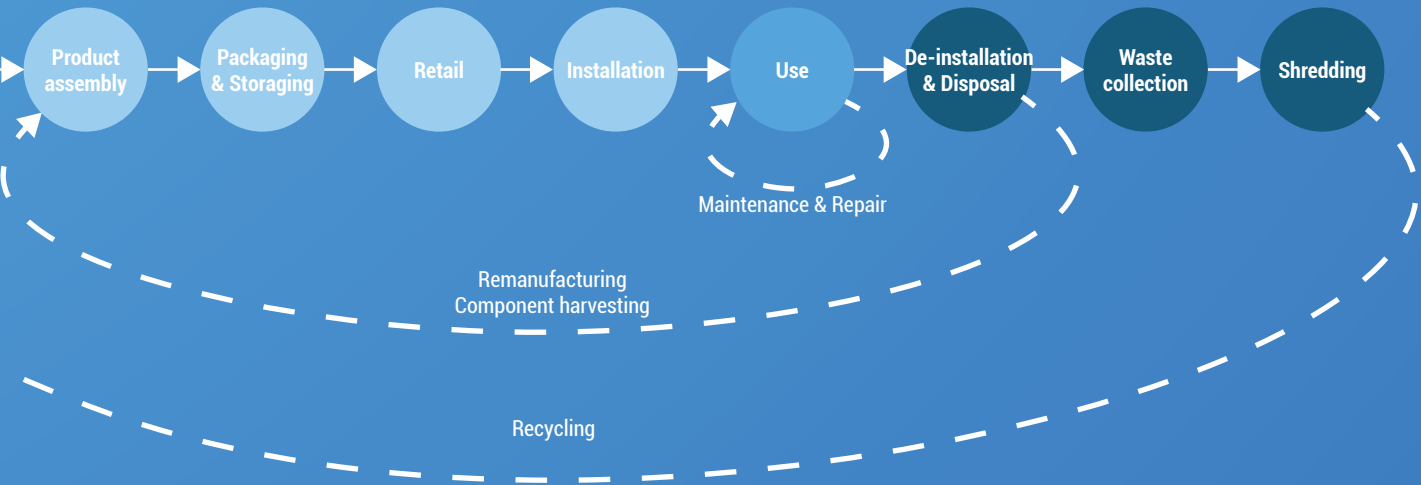 Product
assembly
Packaging
& Storaging
Retail
Installation
Use
De-installation
& Disposal
Waste
collection
Shredding
Maintenance & Repair
Remanufacturing
Component harvesting
Recycling